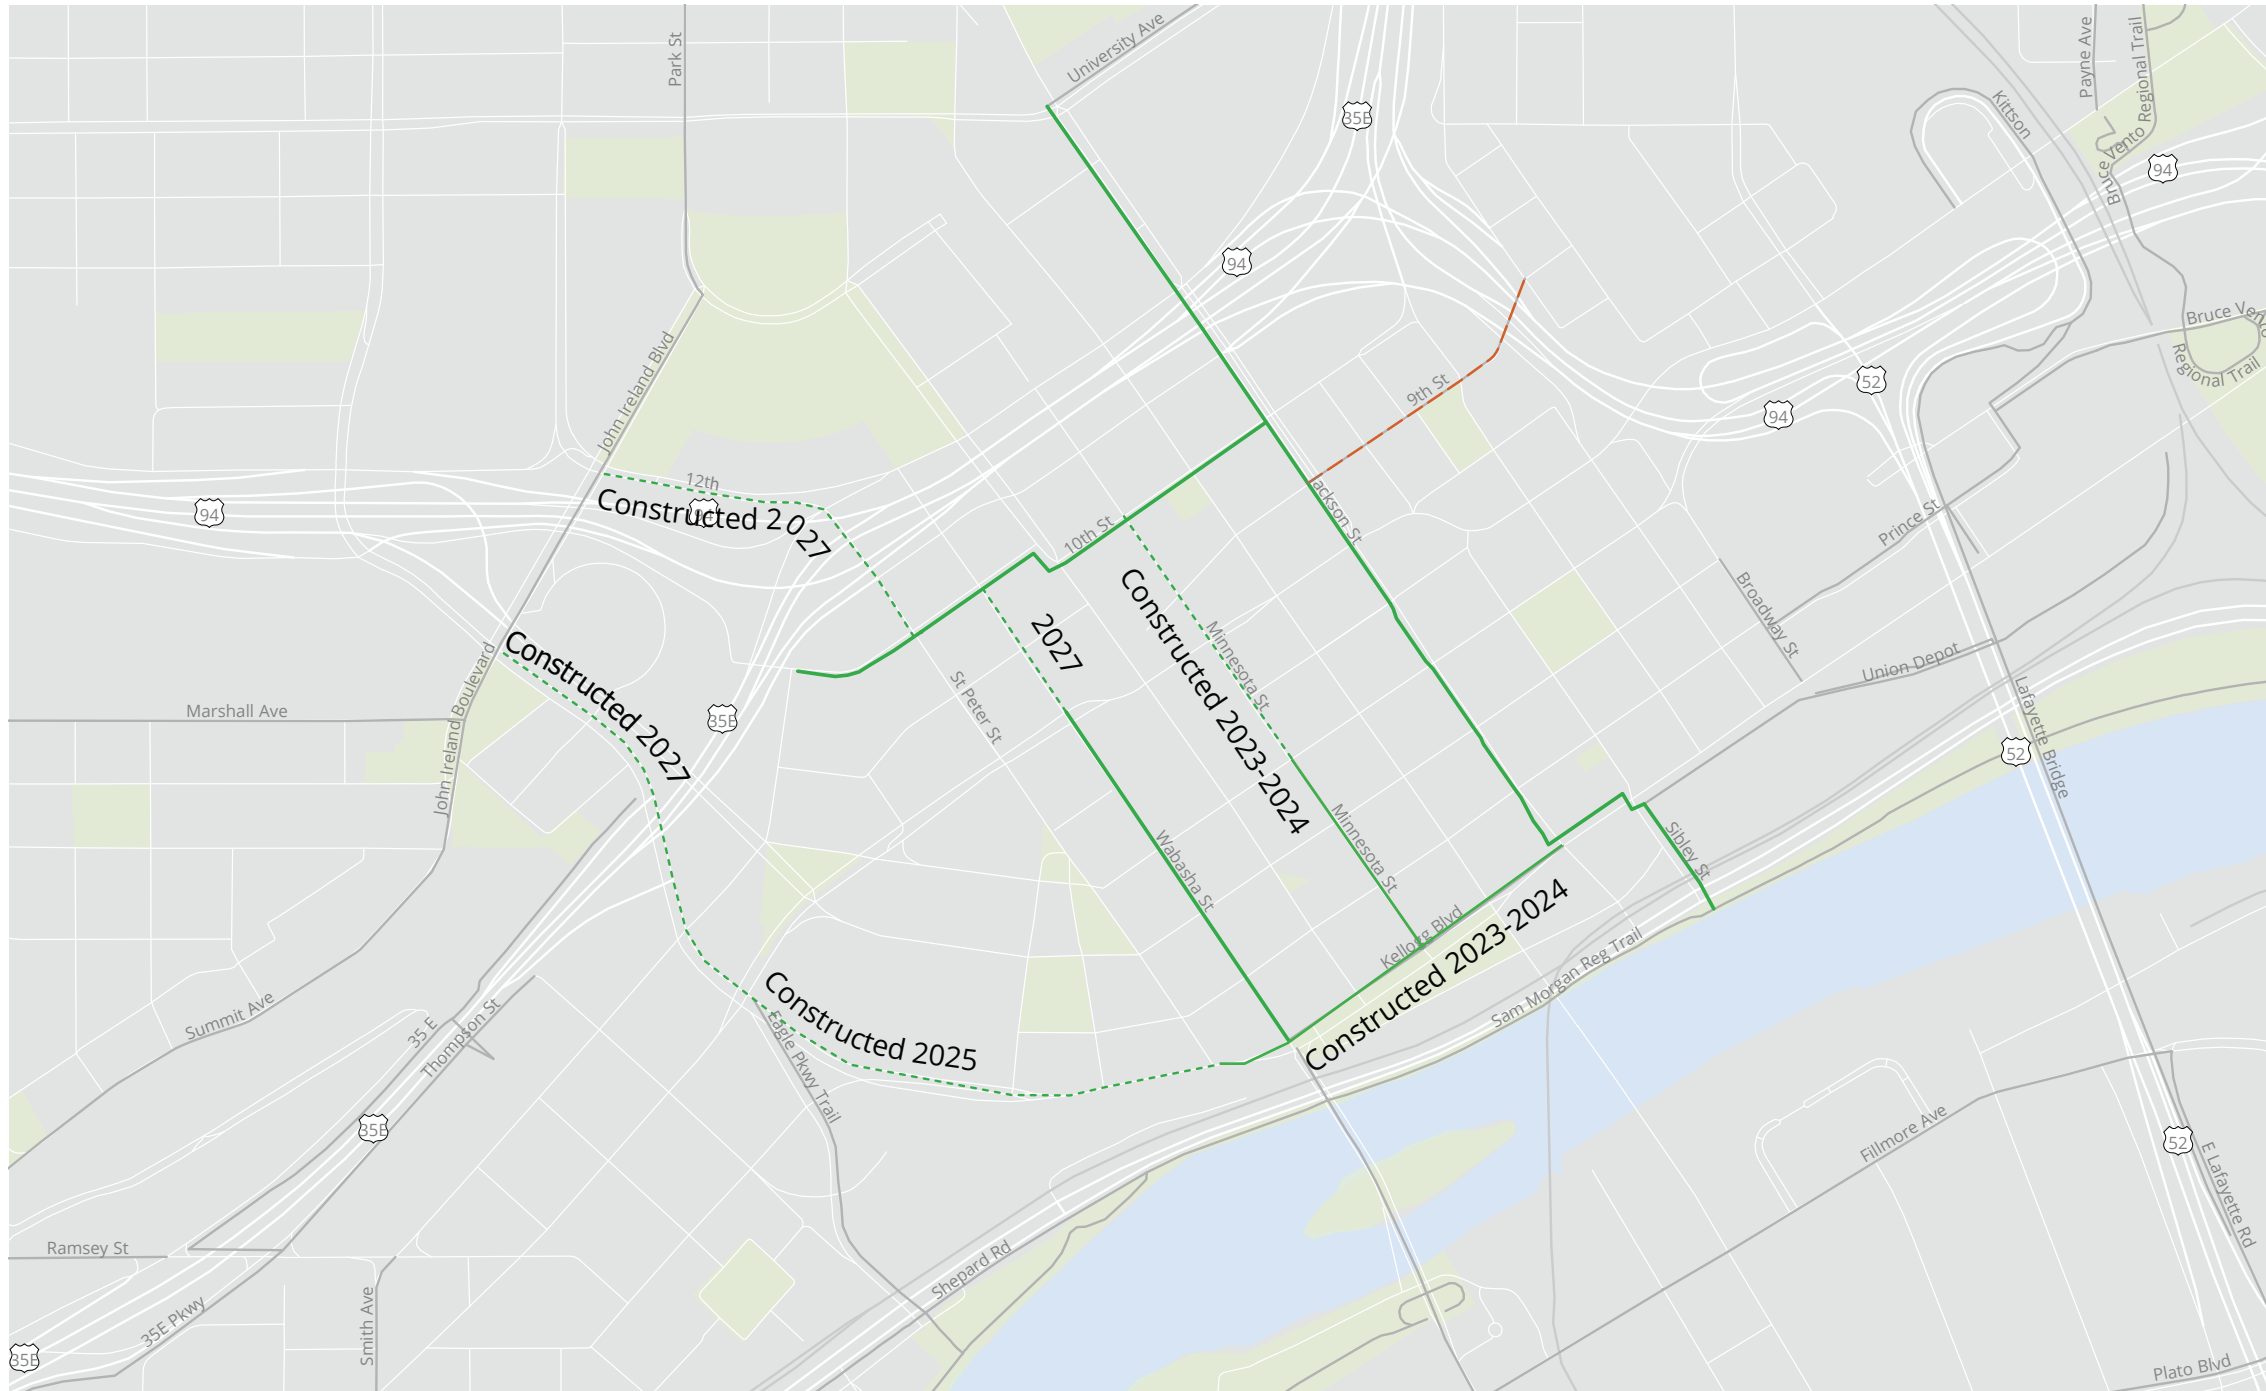 Park St
University Ave
Payne Ave
Bruce Vento Regional Trail
Kittson
35E
94
94
John Ireland Blvd
9th St
52
94
Bruce Vento
Regional Trail
12th
94
94
Constructed 2027
10th St
Jackson St
Prince St
Constructed 2027
2027
Constructed 2023-2024
Minnesota St
Broadway St
Union Depot
John Ireland Boulevard
Marshall Ave
35E
St Peter St
Lafayette Bridge
52
Minnesota St
Wabasha St
Sibley St
Kellogg Blvd
Constructed 2023-2024
Sam Morgan Reg Trail
Summit Ave
35 E
Thompson St
Constructed 2025
Eagle Pkwy Trail
35E
Fillmore Ave
52
E Lafayette Rd
Ramsey St
Shepard Rd
35E Pkwy
Smith Ave
35E
Plato Blvd